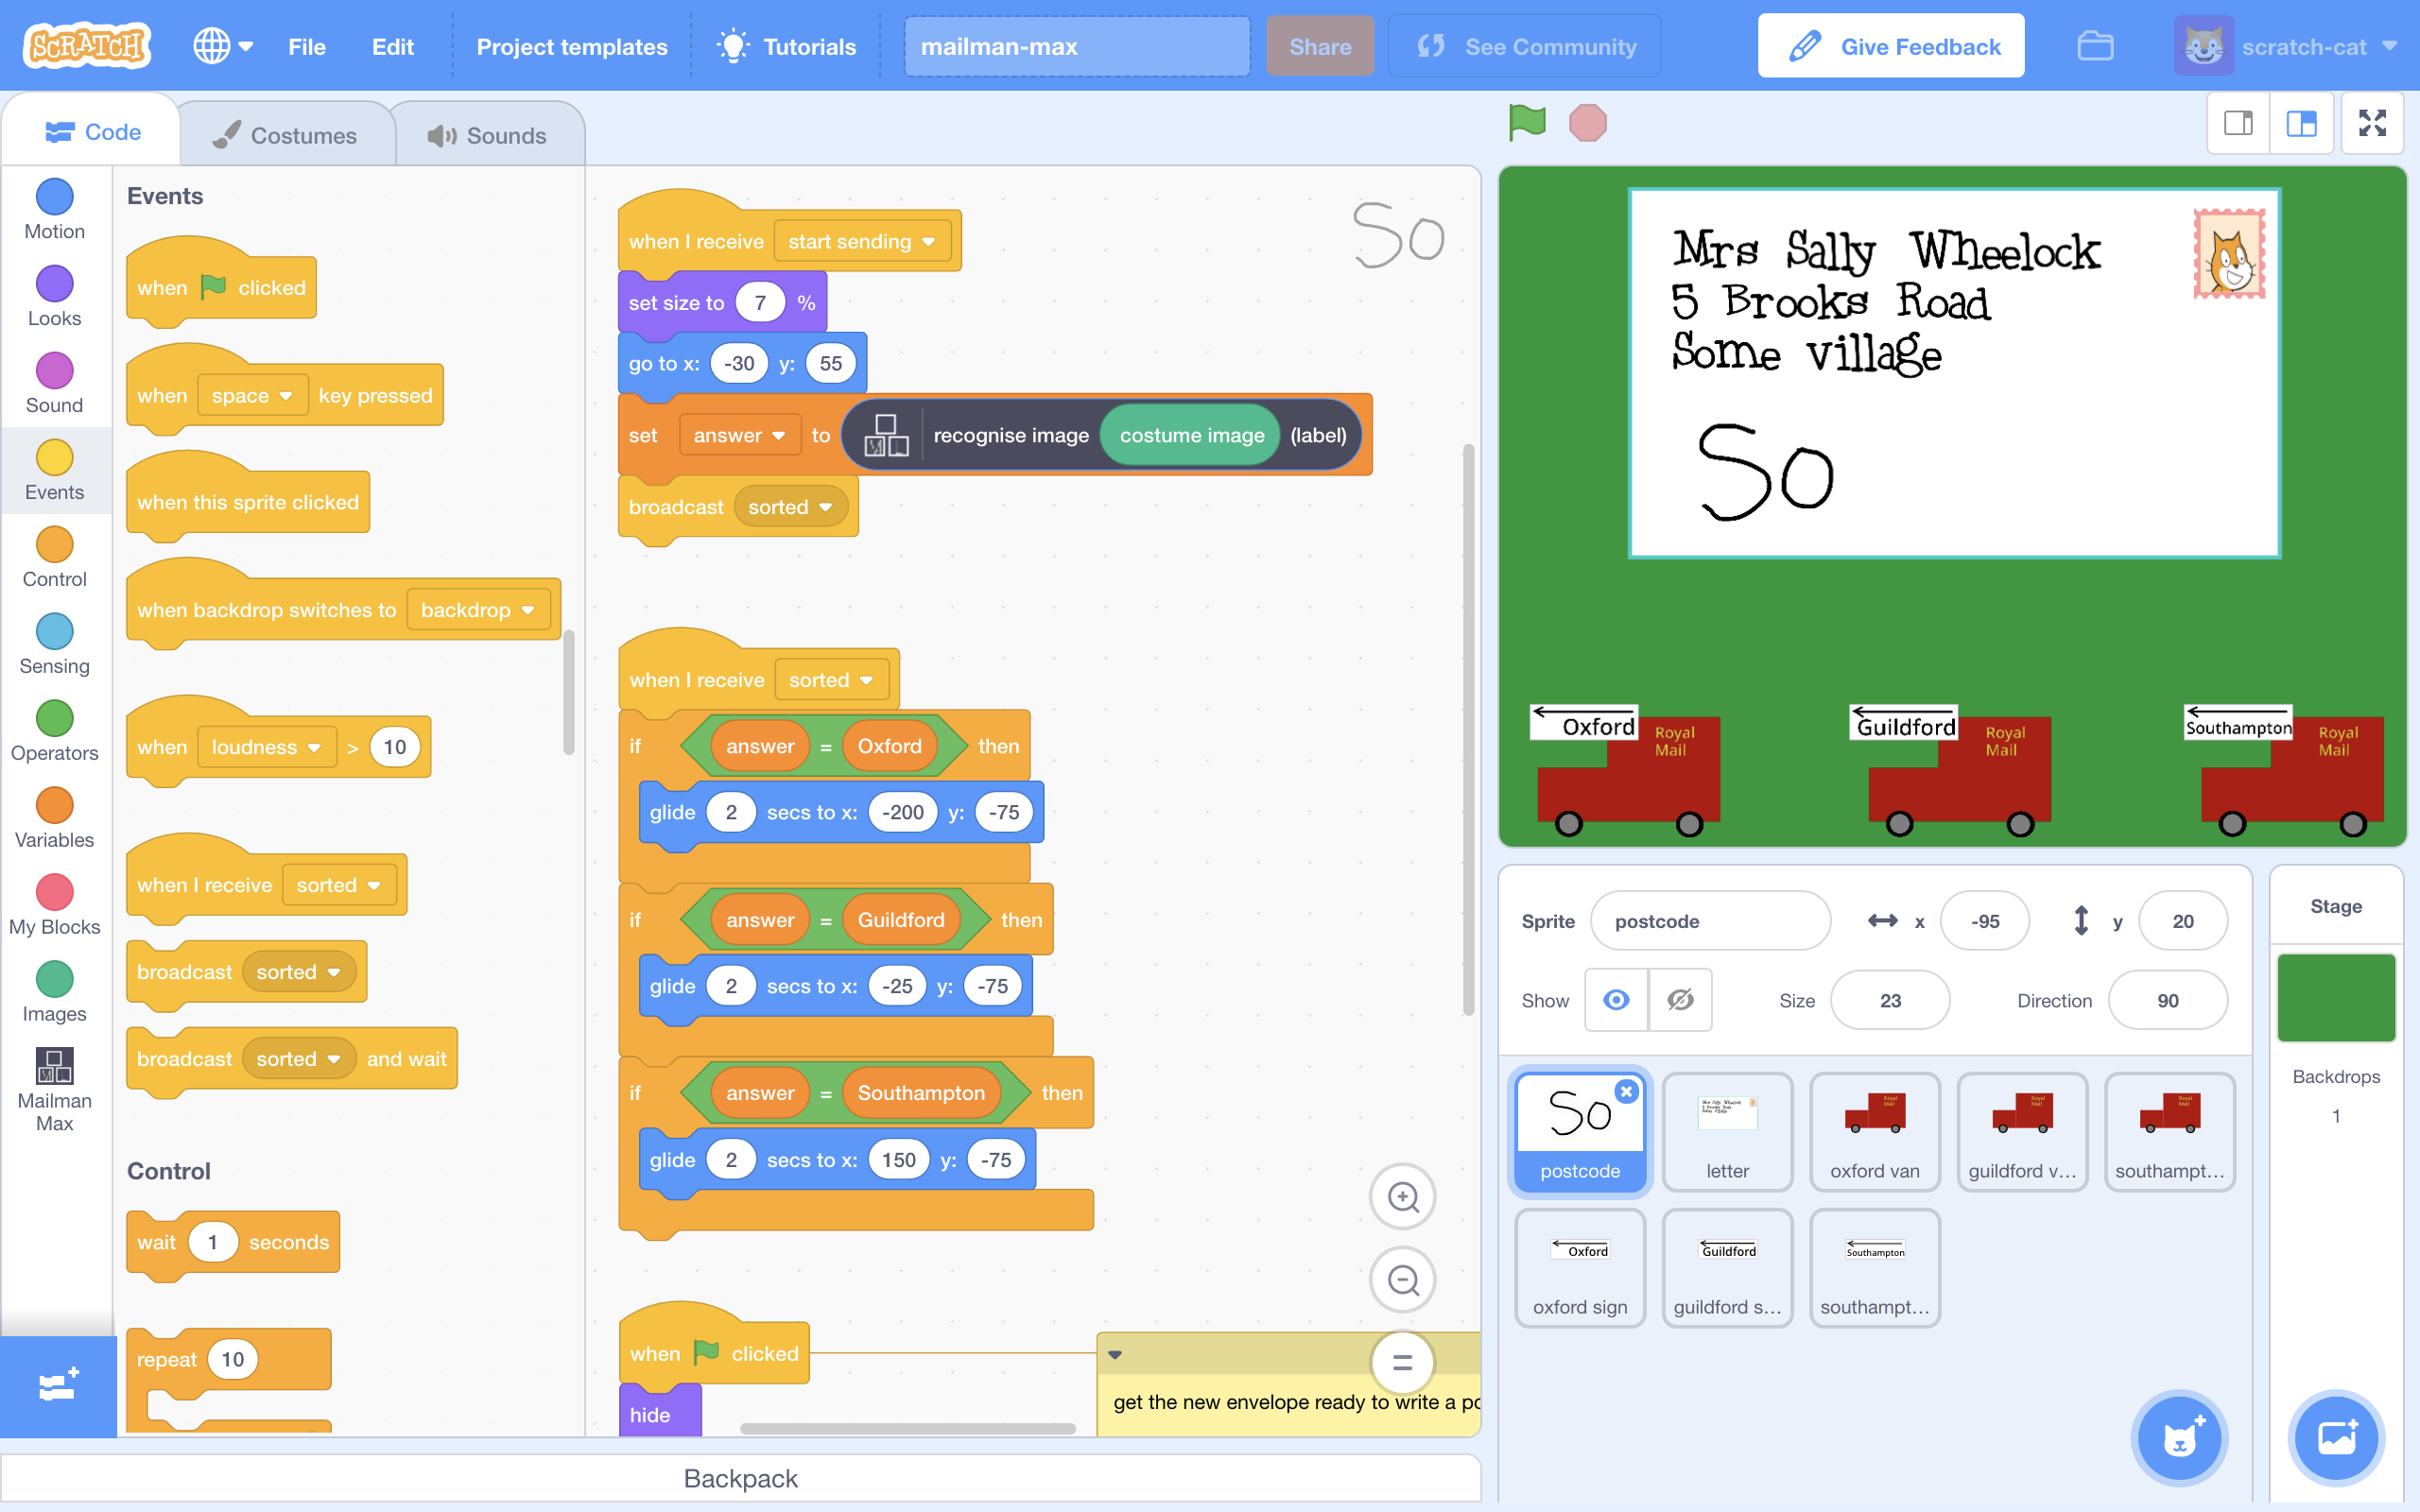 SCRATCH File Edit Project templates Tutorials mailman-max Share See Community Give Feedback scratch-cat
Code Costumes Sounds
Motion
Looks
Sound
Events
Control
Sensing
Operators
Variables
My Blocks
Images
Mailman
Max
Events
when clicked
when space key pressed
when this sprite clicked
when backdrop switches to backdrop
when loudness > 10
when I receive sorted
broadcast sorted
broadcast sorted and wait
Control
wait 1 seconds
repeat 10
when I receive start sending
set size to 7 %
go to x: -30 y: 55
set answer to recognise image costume image (label)
broadcast sorted
So
when I receive sorted
if answer = Oxford then
glide 2 secs to x: -200 y: -75
if answer = Guildford then
glide 2 secs to x: -25 y: -75
if answer = Southampton then
glide 2 secs to x: 150 y: -75
when clicked
hide
get the new envelope ready to write a po
Backpack
Mrs Sally Wheelock
5 Brooks Road
Some village
So
Oxford
Royal
Mail
Guildford
Royal
Mail
Southampton
Royal
Mail
Sprite postcode x -95 y 20
Show Size 23 Direction 90
So
postcode
letter
oxford van
guildford v...
southampt...
Oxford
oxford sign
Guildford
guildford s...
Southampton
southampt...
Stage
Backdrops
1